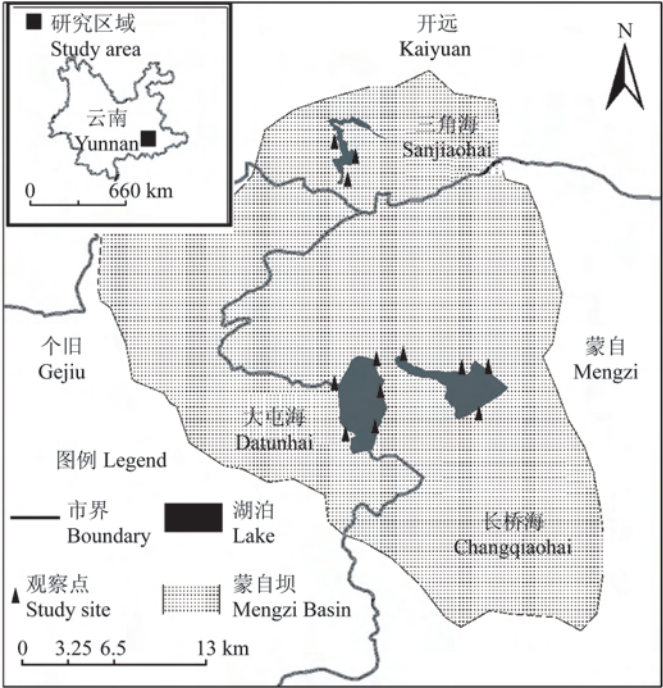 研究区域
Study area
云南
Yunnan
0 660 km
开远
Kaiyuan
N
三角海
Sanjiaohai
个旧
Gejiu
蒙自
Mengzi
大屯海
Datunhai
长桥海
Changqiaohai
图例 Legend
市界
Boundary
湖泊
Lake
观察点
Study site
蒙自坝
Mengzi Basin
0 3.25 6.5 13 km